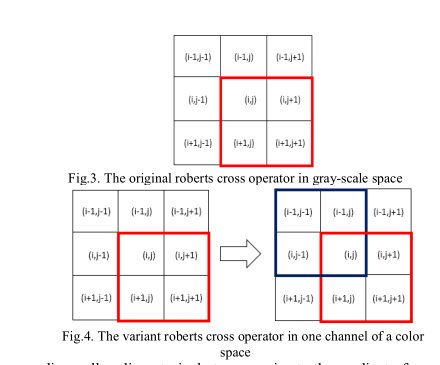 (i-1,j-1) (i-1,j) (i-1,j+1)
(i,j-1) (i,j) (i,j+1)
(i+1,j-1) (i+1,j) (i+1,j+1)
Fig.3. The original roberts cross operator in gray-scale space
(i-1,j-1) (i-1,j) (i-1,j+1) (i-1,j-1) (i-1,j) (i-1,j+1)
(i,j-1) (i,j) (i,j+1) (i,j-1) (i,j) (i,j+1)
(i+1,j-1) (i+1,j) (i+1,j+1) (i+1,j-1) (i+1,j) (i+1,j+1)
Fig.4. The variant roberts cross operator in one channel of a color
space